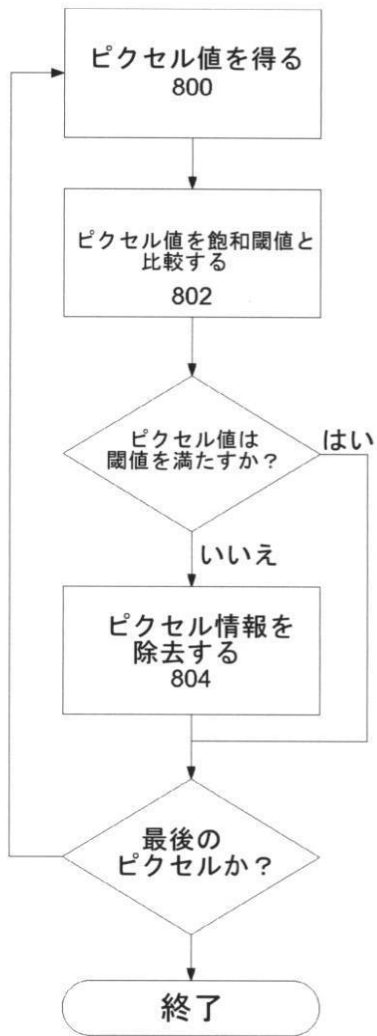 ピクセル値を得る
800
ピクセル値を飽和閾値と
比較する
802
ピクセル値は
閾値を満たすか?
はい
いいえ
ピクセル情報を
除去する
804
最後の
ピクセルか?
終了